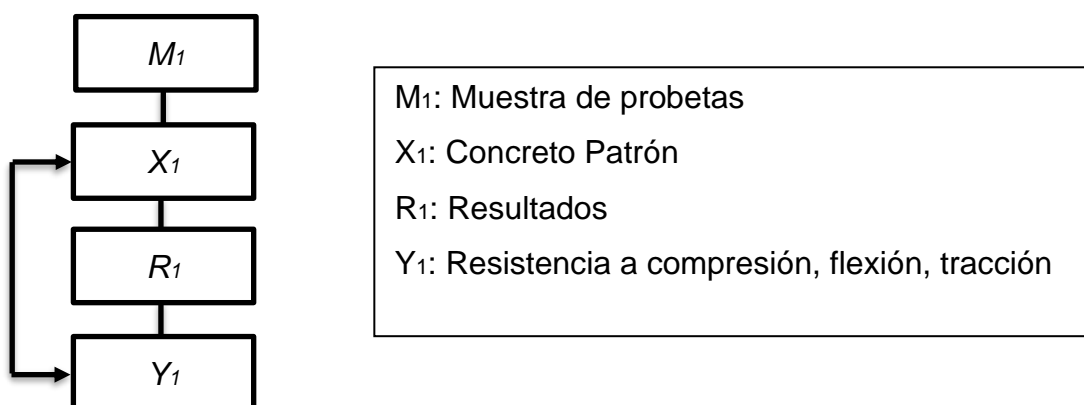 M1
X1
R1
Y1
M1: Muestra de probetas
X1: Concreto Patrón
R1: Resultados
Y1: Resistencia a compresión, flexión, tracción